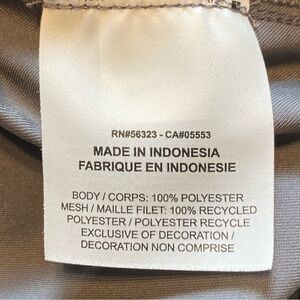 RN#56323 - CA#05553
MADE IN INDONESIA
FABRIQUE EN INDONESIE
BODY / CORPS: 100% POLYESTER
MESH / MAILLE FILET: 100% RECYCLED
POLYESTER / POLYESTER RECYCLE
EXCLUSIVE OF DECORATION /
DECORATION NON COMPRISE